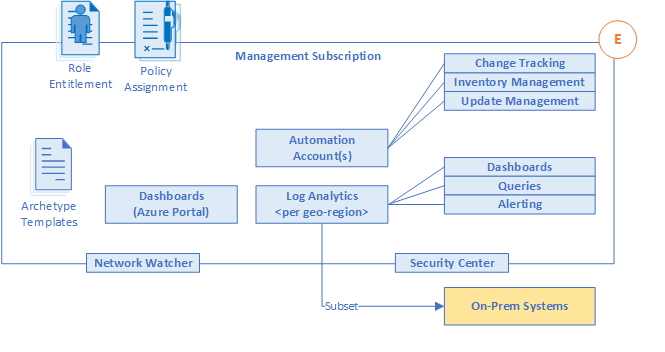 E
Management Subscription
Role
Entitlement
Policy
Assignment
Change Tracking
Inventory Management
Update Management
Automation
Account(s)
Archetype
Templates
Dashboards
(Azure Portal)
Log Analytics
<per geo-region>
Dashboards
Queries
Alerting
Network Watcher
Security Center
Subset
On-Prem Systems